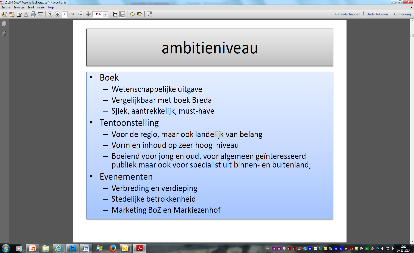 ambitieniveau
• Boek
– Wetenschappelijke uitgave
– Vergelijkbaar met boek Breda
– Sjiek, aantrekkelijk, must-have
• Tentoonstelling
– Voor de regio, maar ook landelijk van belang
– Vorm en inhoud op zeer hoog niveau
– Boeiend voor jong en oud, voor algemeen geïnteresseerd
publiek maar ook voor specialist uit binnen- en buitenland,
• Evenementen
– Verbreding en verdieping
– Stedelijke betrokkenheid
– Marketing BoZ en Markiezenhof